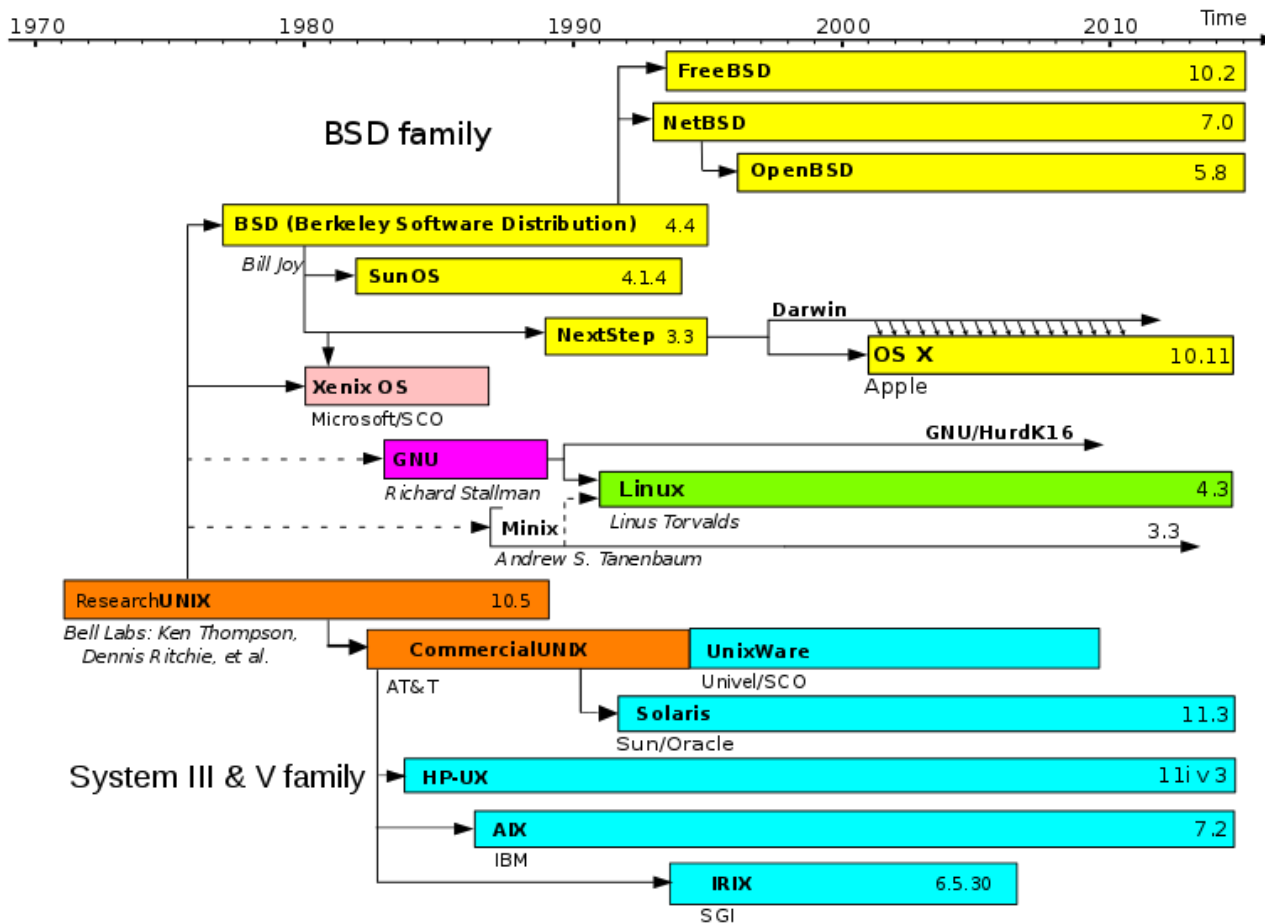 1970 1980 1990 2000 2010 Time
FreeBSD 10.2
BSD family
NetBSD 7.0
OpenBSD 5.8
BSD (Berkeley Software Distribution) 4.4
Bill Joy
SunOS 4.1.4
Darwin
NextStep 3.3
OS X 10.11
Apple
Xenix OS
Microsoft/SCO
GNU/HurdK16
GNU
Richard Stallman
Linux 4.3
Linus Torvalds
Minix 3.3
Andrew S. Tanenbaum
ResearchUNIX 10.5
Bell Labs: Ken Thompson,
Dennis Ritchie, et al.
CommercialUNIX
AT&T
UnixWare
Univel/SCO
Solaris 11.3
Sun/Oracle
System III & V family
HP-UX 11i v 3
AIX 7.2
IBM
IRIX 6.5.30
SGI